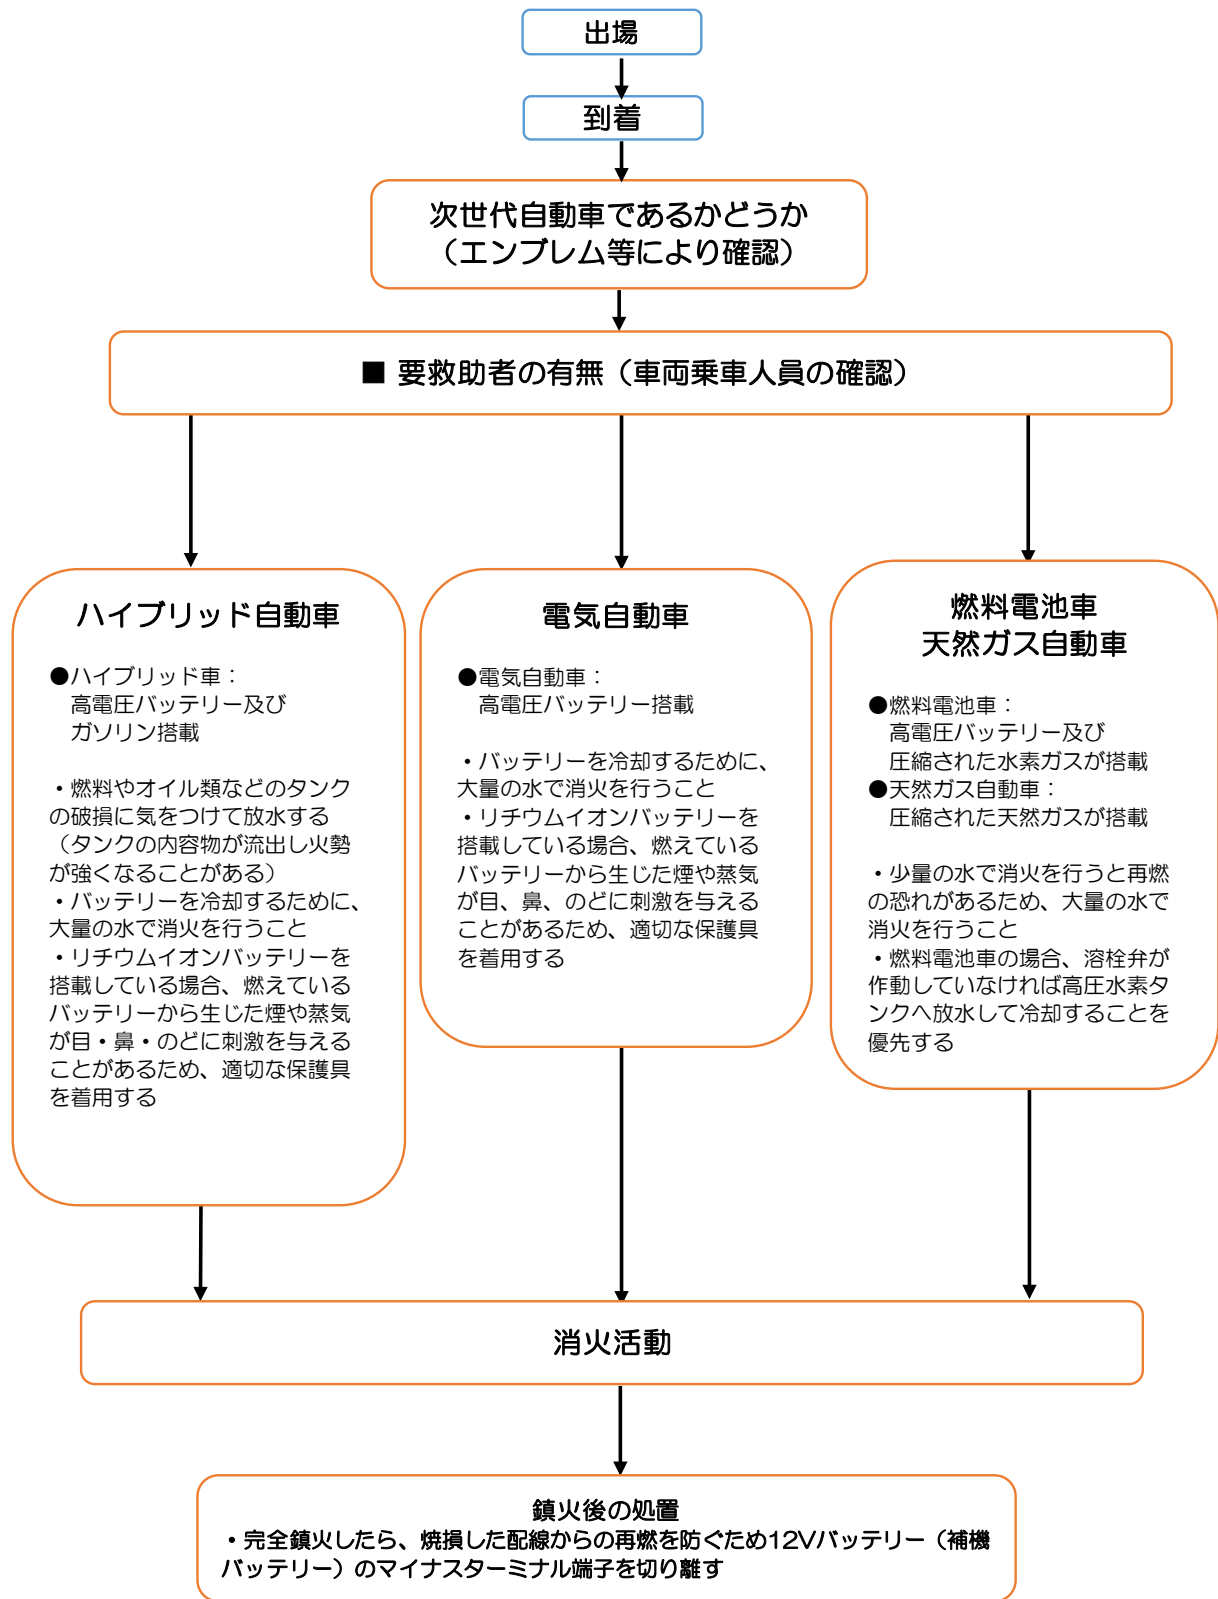 出場
到着
次世代自動車であるかどうか
（エンブレム等により確認）
■ 要救助者の有無（車両乗車人員の確認）
ハイブリッド自動車
●ハイブリッド車：
高電圧バッテリー及び
ガソリン搭載
・燃料やオイル類などのタンク
の破損に気をつけて放水する
（タンクの内容物が流出し火勢
が強くなることがある）
・バッテリーを冷却するために、
大量の水で消火を行うこと
・リチウムイオンバッテリーを
搭載している場合、燃えている
バッテリーから生じた煙や蒸気
が目・鼻・のどに刺激を与える
ことがあるため、適切な保護具
を着用する
電気自動車
●電気自動車：
高電圧バッテリー搭載
・バッテリーを冷却するために、
大量の水で消火を行うこと
・リチウムイオンバッテリーを
搭載している場合、燃えている
バッテリーから生じた煙や蒸気
が目、鼻、のどに刺激を与える
ことがあるため、適切な保護具
を着用する
燃料電池車
天然ガス自動車
●燃料電池車：
高電圧バッテリー及び
圧縮された水素ガスが搭載
●天然ガス自動車：
圧縮された天然ガスが搭載
・少量の水で消火を行うと再燃
の恐れがあるため、大量の水で
消火を行うこと
・燃料電池車の場合、溶栓弁が
作動していなければ高圧水素タ
ンクへ放水して冷却することを
優先する
消火活動
鎮火後の処置
・完全鎮火したら、焼損した配線からの再燃を防ぐため12Vバッテリー（補機
バッテリー）のマイナスターミナル端子を切り離す